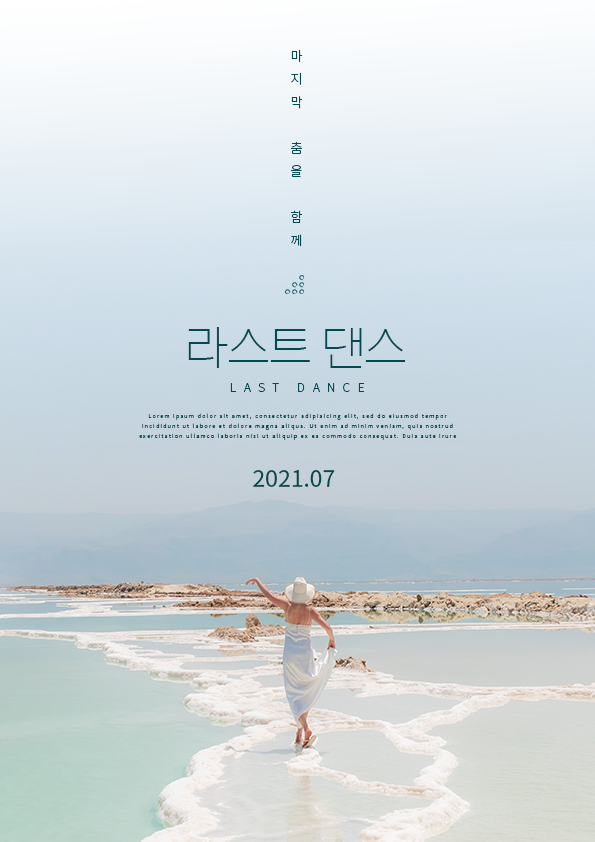 마지막 춤을 함께
라스트 댄스
LAST DANCE
Lorem ipsum dolor sit amet, consectetur adipisicing elit, sed do eiusmod tempor
incididunt ut labore et dolore magna aliqua. Ut enim ad minim veniam, quis nostrud
exercitation ullamco laboris nisi ut aliquip ex ea commodo consequat. Duis aute irure
2021.07